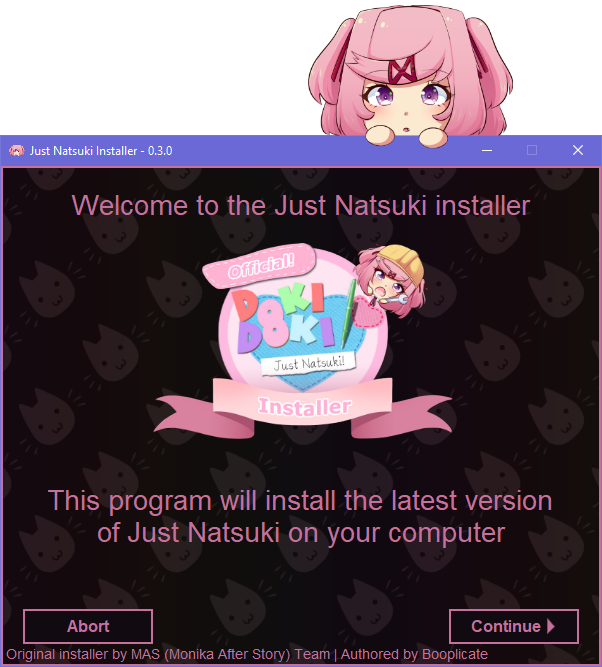 Just Natsuki Installer - 0.3.0
Welcome to the Just Natsuki installer
Official!
DOKI
DOKI
Just Natsuki!
Installer
This program will install the latest version
of Just Natsuki on your computer
Abort
Continue
Original installer by MAS (Monika After Story) Team | Authored by Booplicate